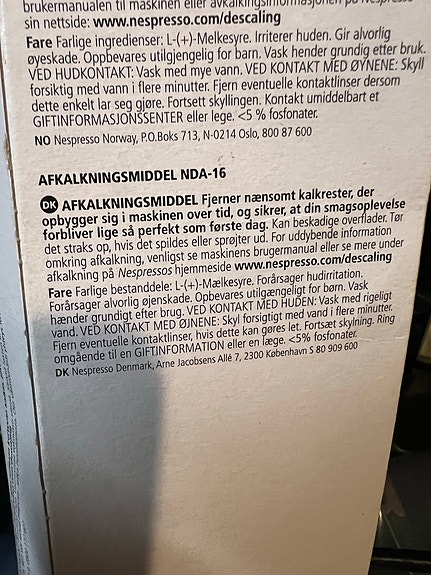 brukermanualen til maskinen eller avkalkingsinformasjonen på Nespresso
sin nettside: www.nespresso.com/descaling
Fare Farlige ingredienser: L-(+)-Melkesyre. Irriterer huden. Gir alvorlig
øyeskade. Oppbevares utilgjengelig for barn. Vask hender grundig etter bruk.
VED HUDKONTAKT: Vask med mye vann. VED KONTAKT MED ØYNENE: Skyll
forsiktig med vann i flere minutter. Fjern eventuelle kontaktlinser dersom
dette enkelt lar seg gjøre. Fortsett skyllingen. Kontakt umiddelbart et
GIFTINFORMASJONSSENTER eller lege. <5 % fosfonater.
NO Nespresso Norway, P.O.Boks 713, N-0214 Oslo, 800 87 600
AFKALKNINGSMIDDEL NDA-16
DK AFKALKNINGSMIDDEL Fjerner nænsomt kalkrester, der
opbygger sig i maskinen over tid, og sikrer, at din smagsoplevelse
forbliver lige så perfekt som første dag. Kan beskadige overflader. Tør
det straks op, hvis det spildes eller sprøjter ud. For uddybende information
omkring afkalkning, venligst se maskinens brugermanual eller se mere under
afkalkning på Nespressos hjemmeside www.nespresso.com/descaling
Fare Farlige bestanddele: L-(+)-Mælkesyre. Forårsager hudirritation.
Forårsager alvorlig øjenskade. Opbevares utilgængeligt for børn. Vask
hænder grundigt efter brug. VED KONTAKT MED HUDEN: Vask med rigeligt
vand. VED KONTAKT MED ØJNENE: Skyl forsigtigt med vand i flere minutter.
Fjern eventuelle kontaktlinser, hvis dette kan gøres let. Fortsæt skylning. Ring
omgående til en GIFTINFORMATION eller en læge. <5% fosfonater.
DK Nespresso Denmark, Arne Jacobsens Allé 7, 2300 København S 80 909 600